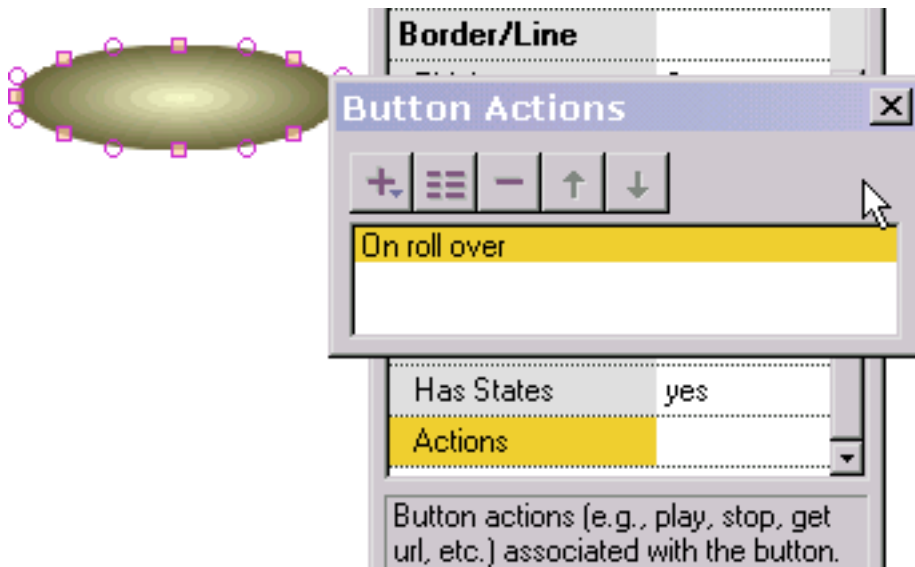 Border/Line
Button Actions
On roll over
Has States yes
Actions
Button actions (e.g., play, stop, get
url, etc.) associated with the button.